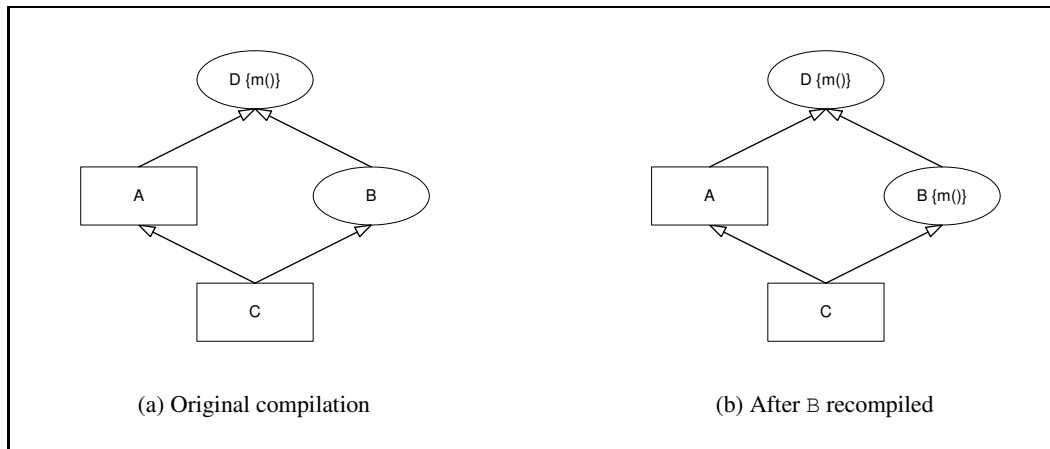 D {m()}
A
B
C
(a) Original compilation
D {m()}
A
B {m()}
C
(b) After B recompiled